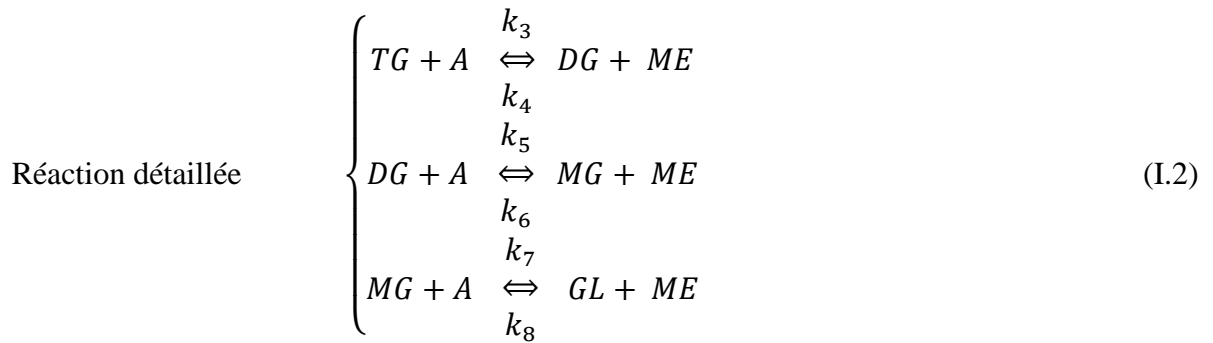 k₃
TG + A ⇔ DG + ME
k₄
k₅
Réaction détaillée DG + A ⇔ MG + ME (I.2)
k₆
k₇
MG + A ⇔ GL + ME
k₈